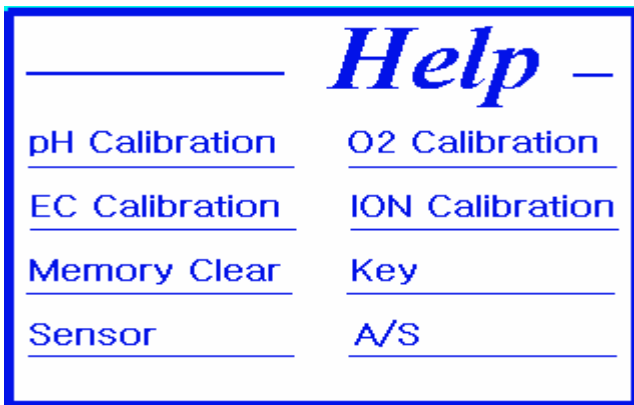 Help
pH Calibration O2 Calibration
EC Calibration ION Calibration
Memory Clear Key
Sensor A/S